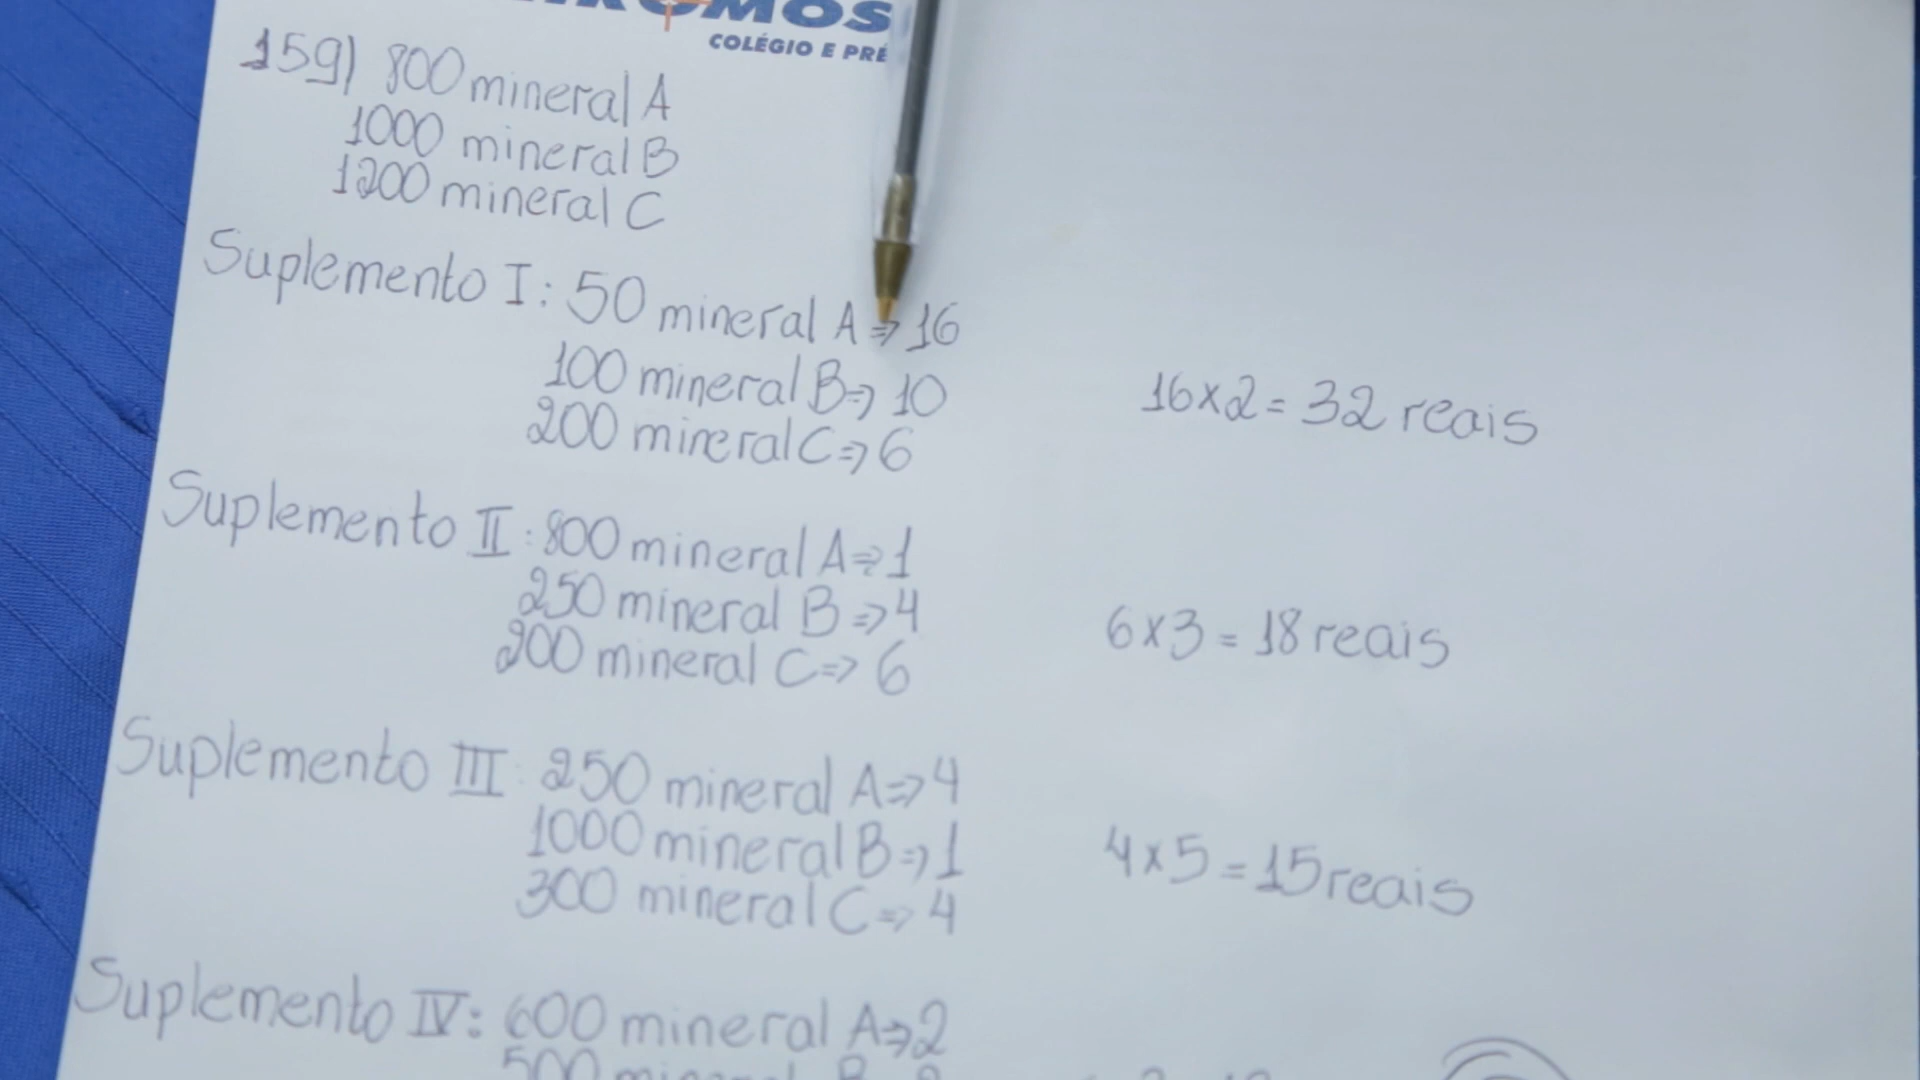 COLÉGIO E PRÉ
159) 800 mineral A
1000 mineral B
1200 mineral C
Suplemento I: 50 mineral A => 16
100 mineral B => 10
200 mineral C => 6
16x2 = 32 reais
Suplemento II: 800 mineral A => 1
250 mineral B => 4
200 mineral C => 6
6x3 = 18 reais
Suplemento III: 250 mineral A => 4
1000 mineral B => 1
300 mineral C => 4
4x5 = 15 reais
Suplemento IV: 600 mineral A => 2